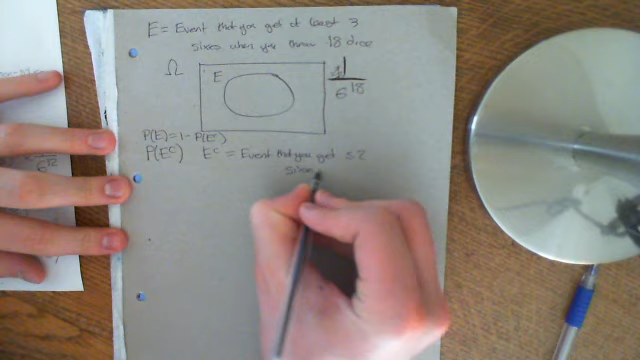 E = Event that you get at least 3
sixes when you throw 18 dice
Ω
E
6^18
P(E) = 1 - P(E^c)
P(E^c) E^c = Event that you get ≤ 2
sixes